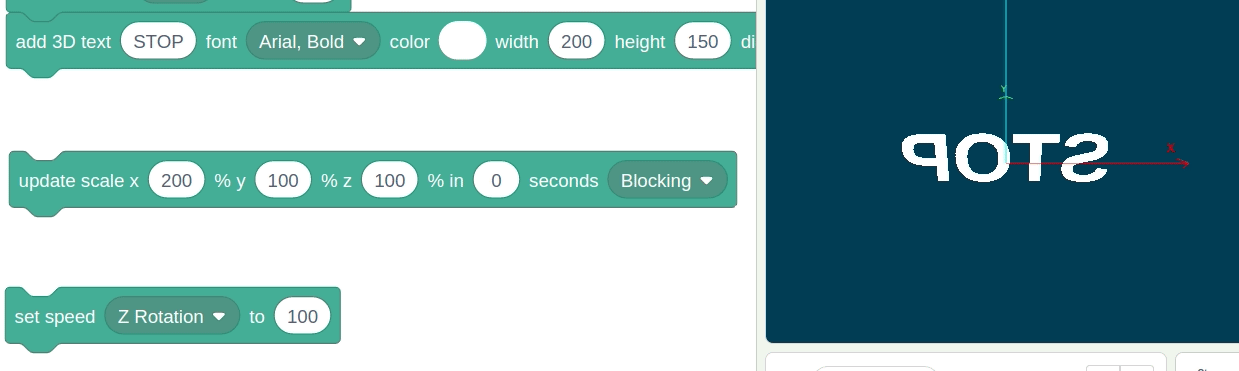 add 3D text STOP font Arial, Bold color width 200 height 150 di
update scale x 200 % y 100 % z 100 % in 0 seconds Blocking
set speed Z Rotation to 100
Y
STOP
X